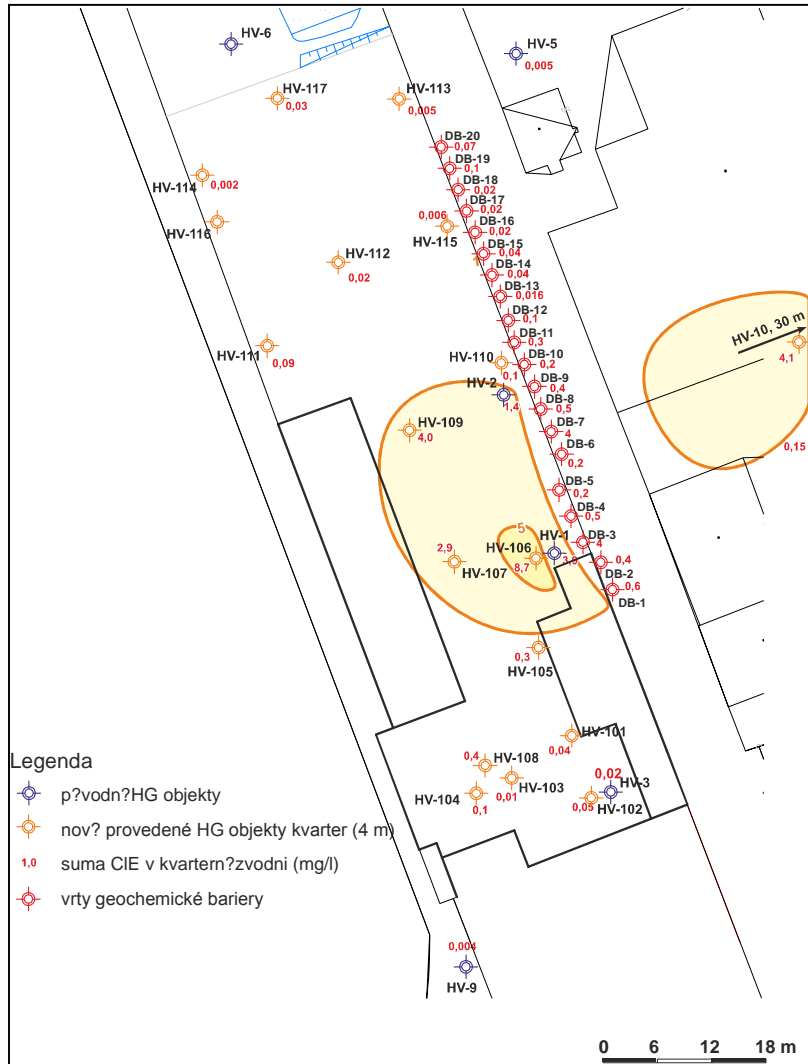 HV-6
HV-5
0,005
HV-117
0,03
HV-113
0,005
DB-20
0,07
DB-19
0,1
DB-18
0,02
HV-114
0,002
DB-17
0,02
HV-116
0,006
HV-115
DB-16
0,02
DB-15
0,04
HV-112
0,02
1
DB-14
0,04
DB-13
0,016
DB-12
0,1
HV-10, 30 m
4,1
DB-11
0,3
HV-111
0,09
HV-110
0,1
DB-10
0,2
HV-2
1,4
DB-9
0,4
DB-8
0,5
HV-109
4,0
DB-7
4
0,15
DB-6
0,2
DB-5
0,2
DB-4
0,5
5
HV-1
3,9
DB-3
4
HV-106
8,7
2,9
HV-107
0,4
DB-2
0,6
DB-1
0,3
HV-105
HV-101
0,04
0,4
HV-108
HV-103
0,01
HV-104
0,1
0,02
HV-3
0,05
HV-102
Legenda
p?vodn?HG objekty
nov? provedené HG objekty kvarter (4 m)
1,0 suma ClE v kvartern?zvodni (mg/l)
vrty geochemické bariery
0,004
HV-9
0 6 12 18 m